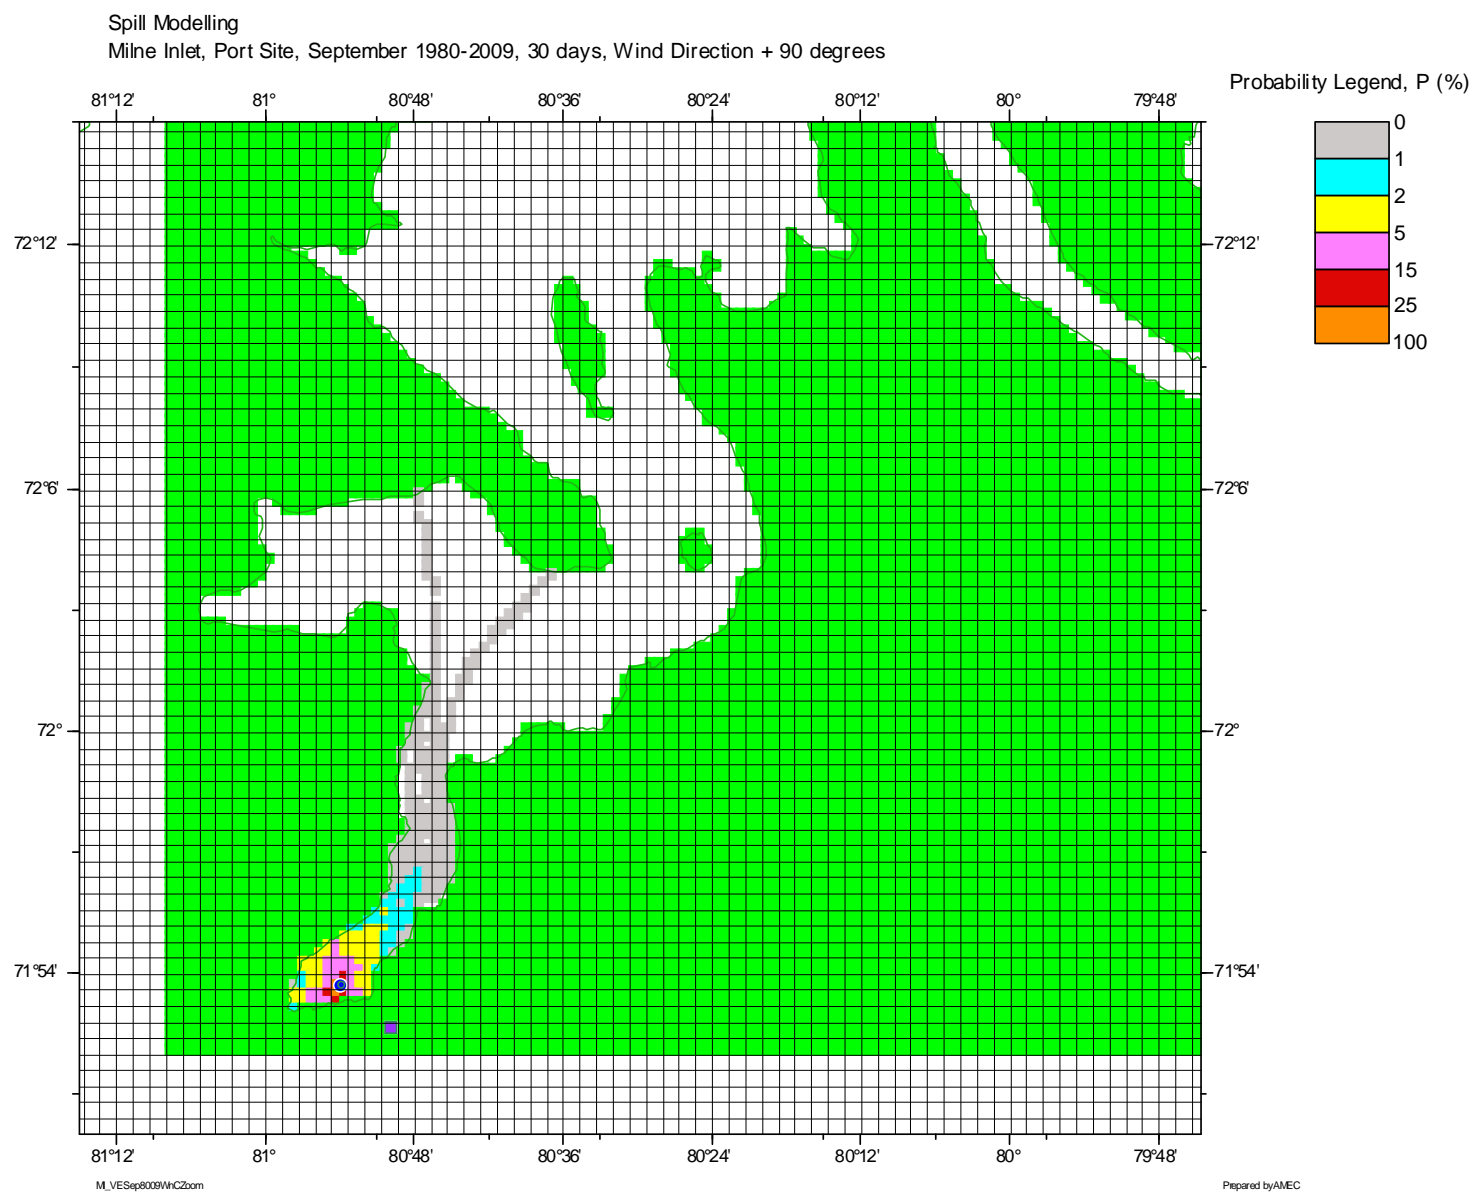 Spill Modelling
Milne Inlet, Port Site, September 1980-2009, 30 days, Wind Direction + 90 degrees
Probability Legend, P (%)
81°12' 81° 80°48' 80°36' 80°24' 80°12' 80° 79°48'
0
1
2
5
15
25
100
72°12' 72°12'
72°6' 72°6'
72° 72°
71°54' 71°54'
81°12' 81° 80°48' 80°36' 80°24' 80°12' 80° 79°48'
MI_VESep8009WnCZoom Prepared by AMEC